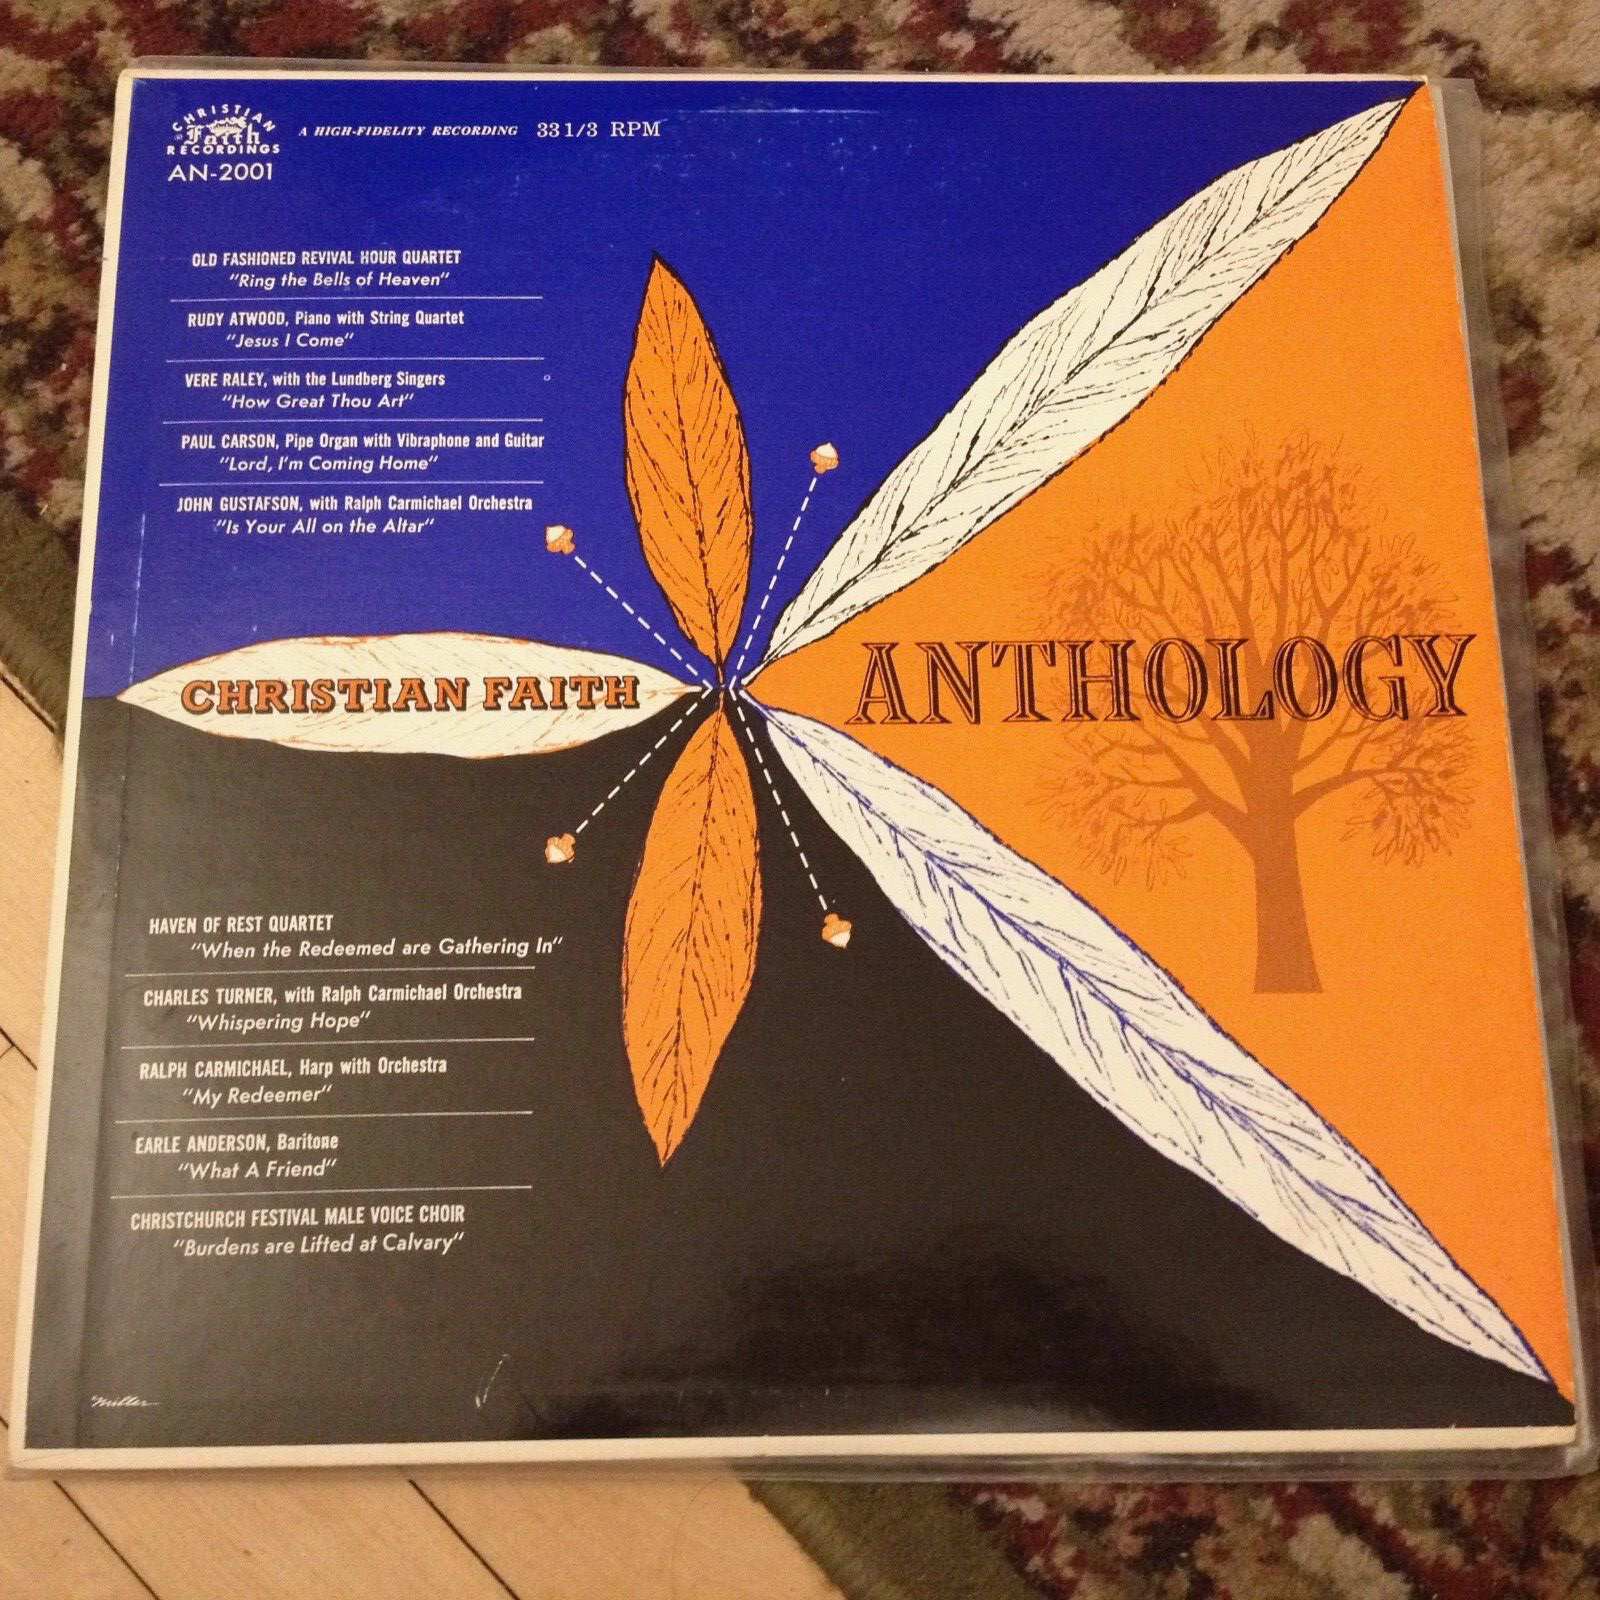 CHRISTIAN
Faith
RECORDINGS
A HIGH-FIDELITY RECORDING 33 1/3 RPM
AN-2001
OLD FASHIONED REVIVAL HOUR QUARTET
"Ring the Bells of Heaven"
RUDY ATWOOD, Piano with String Quartet
"Jesus I Come"
VERE RALEY, with the Lundberg Singers
"How Great Thou Art"
PAUL CARSON, Pipe Organ with Vibraphone and Guitar
"Lord, I'm Coming Home"
JOHN GUSTAFSON, with Ralph Carmichael Orchestra
"Is Your All on the Altar"
CHRISTIAN FAITH
ANTHOLOGY
HAVEN OF REST QUARTET
"When the Redeemed are Gathering In"
CHARLES TURNER, with Ralph Carmichael Orchestra
"Whispering Hope"
RALPH CARMICHAEL, Harp with Orchestra
"My Redeemer"
EARLE ANDERSON, Baritone
"What A Friend"
CHRISTCHURCH FESTIVAL MALE VOICE CHOIR
"Burdens are Lifted at Calvary"
Miller